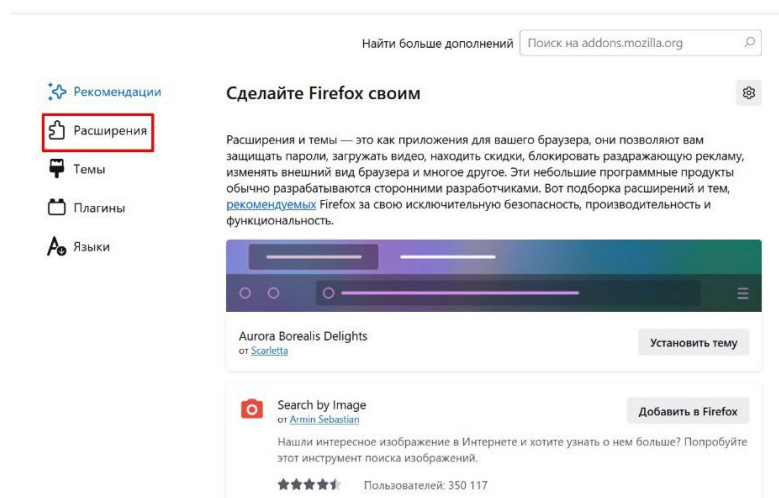 Найти больше дополнений
Поиск на addons.mozilla.org
Рекомендации
Расширения
Темы
Плагины
Языки
Сделайте Firefox своим
Расширения и темы — это как приложения для вашего браузера, они позволяют вам
защищать пароли, загружать видео, находить скидки, блокировать раздражающую рекламу,
изменять внешний вид браузера и многое другое. Эти небольшие программные продукты
обычно разрабатываются сторонними разработчиками. Вот подборка расширений и тем,
рекомендуемых Firefox за свою исключительную безопасность, производительность и
функциональность.
Aurora Borealis Delights
от Scarletta
Установить тему
Search by Image
от Armin Sebastian
Добавить в Firefox
Нашли интересное изображение в Интернете и хотите узнать о нем больше? Попробуйте
этот инструмент поиска изображений.
Пользователей: 350 117